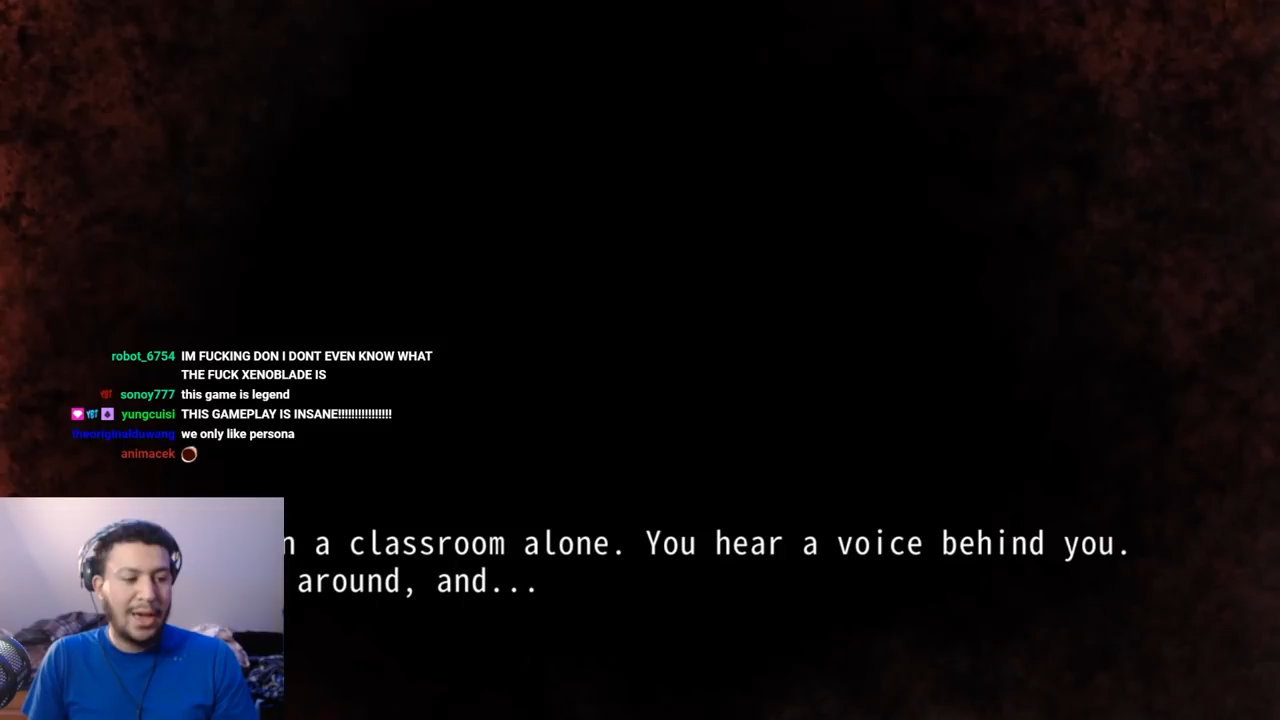 robot_6754 IM FUCKING DON I DONT EVEN KNOW WHAT
THE FUCK XENOBLADE IS
sonoy777 this game is legend
yungcuisi THIS GAMEPLAY IS INSANE!!!!!!!!!!!!!!!!
theoriginalduwang we only like persona
animacek
n a classroom alone. You hear a voice behind you.
around, and...